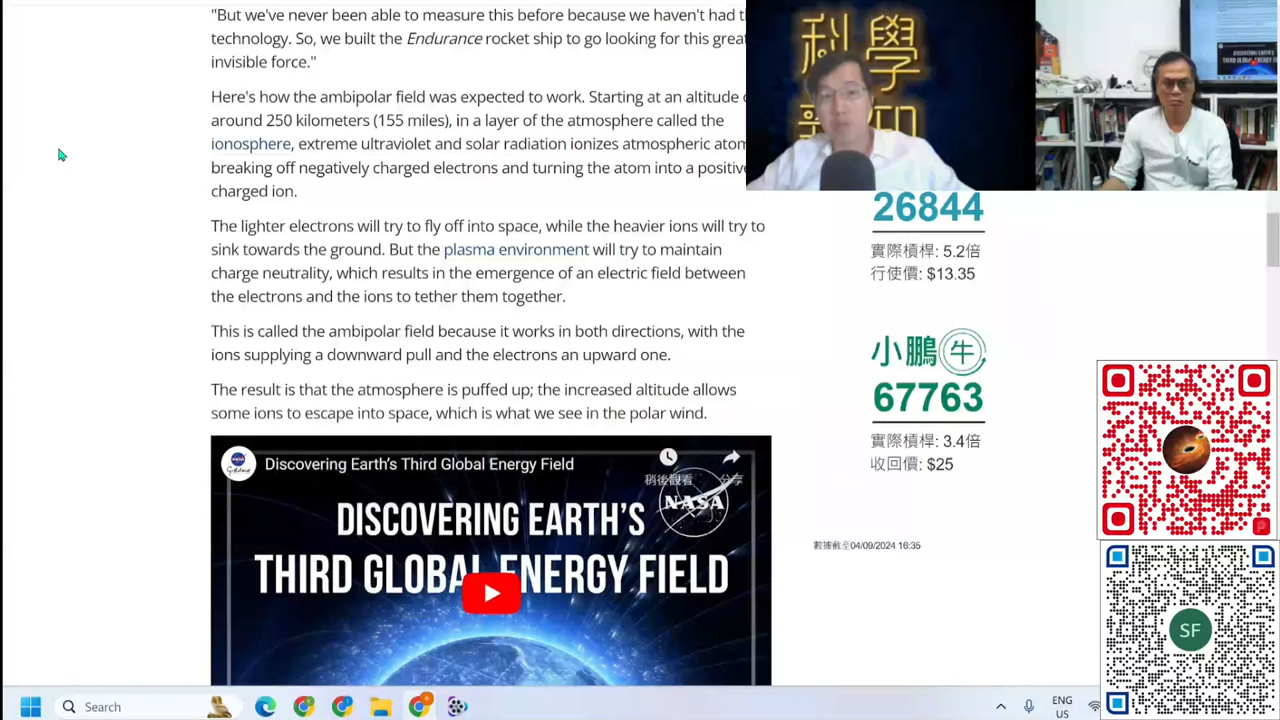 "But we've never been able to measure this before because we haven't had
technology. So, we built the Endurance rocket ship to go looking for this
invisible force."
Here's how the ambipolar field was expected to work. Starting at an altitude
around 250 kilometers (155 miles), in a layer of the atmosphere called the
ionosphere, extreme ultraviolet and solar radiation ionizes atmospheric
breaking off negatively charged electrons and turning the atom into a
charged ion.
The lighter electrons will try to fly off into space, while the heavier ions will try to
sink towards the ground. But the plasma environment will try to maintain
charge neutrality, which results in the emergence of an electric field between
the electrons and the ions to tether them together.
This is called the ambipolar field because it works in both directions, with the
ions supplying a downward pull and the electrons an upward one.
The result is that the atmosphere is puffed up; the increased altitude allows
some ions to escape into space, which is what we see in the polar wind.
Discovering Earth's Third Global Energy Field
稍後觀看
分享
NASA
DISCOVERING EARTH'S
THIRD GLOBAL ENERGY FIELD
科學
26844
實際槓桿: 5.2倍
行使價: $13.35
小鵬 牛
67763
實際槓桿: 3.4倍
收回價: $25
數據截至04/09/2024 16:35
SF
Search
ENG
US